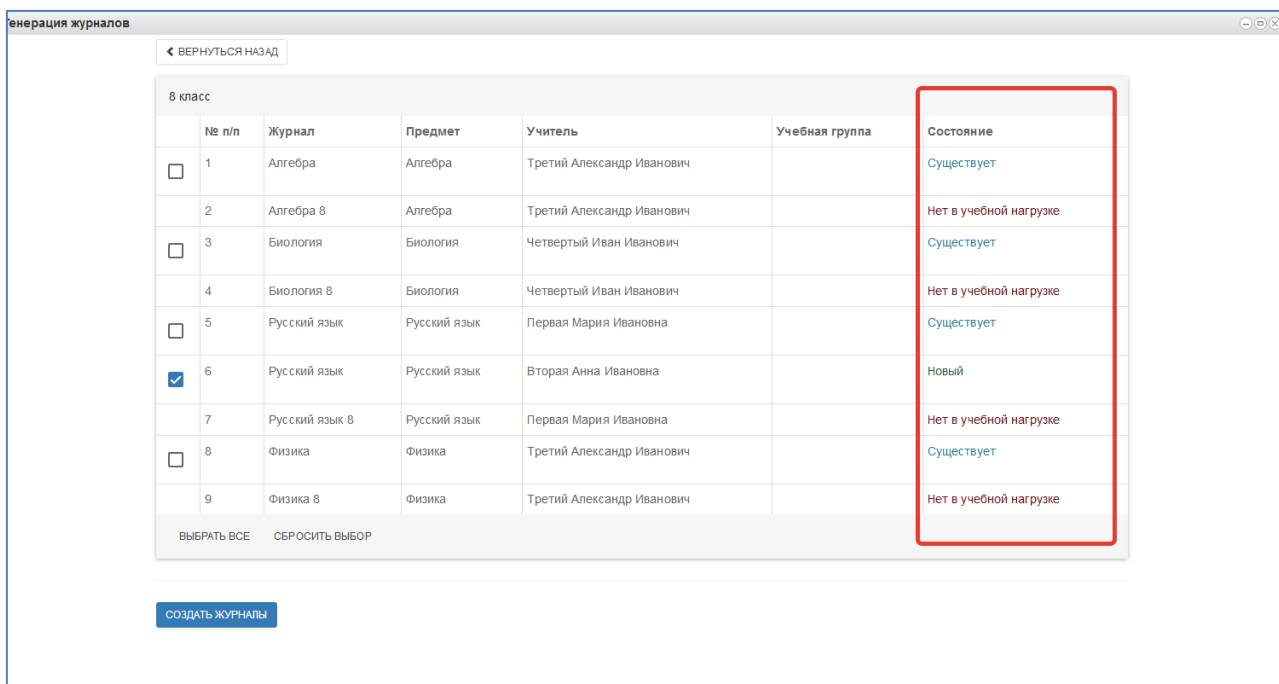 Генерация журналов
ВЕРНУТЬСЯ НАЗАД
8 класс
№ п/п Журнал Предмет Учитель Учебная группа Состояние
1 Алгебра Алгебра Третий Александр Иванович Существует
2 Алгебра 8 Алгебра Третий Александр Иванович Нет в учебной нагрузке
3 Биология Биология Четвертый Иван Иванович Существует
4 Биология 8 Биология Четвертый Иван Иванович Нет в учебной нагрузке
5 Русский язык Русский язык Первая Мария Ивановна Существует
6 Русский язык Русский язык Вторая Анна Ивановна Новый
7 Русский язык 8 Русский язык Первая Мария Ивановна Нет в учебной нагрузке
8 Физика Физика Третий Александр Иванович Существует
9 Физика 8 Физика Третий Александр Иванович Нет в учебной нагрузке
ВЫБРАТЬ ВСЕ СБРОСИТЬ ВЫБОР
СОЗДАТЬ ЖУРНАЛЫ